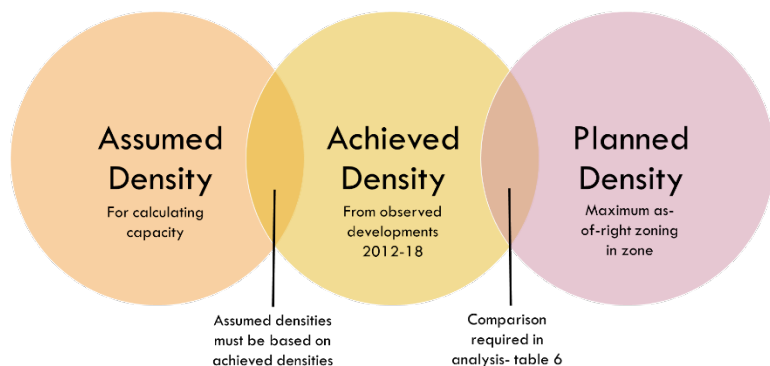 Assumed
Density
For calculating
capacity
Achieved
Density
From observed
developments
2012-18
Planned
Density
Maximum as-
of-right zoning
in zone
Assumed densities
must be based on
achieved densities
Comparison
required in
analysis- table 6